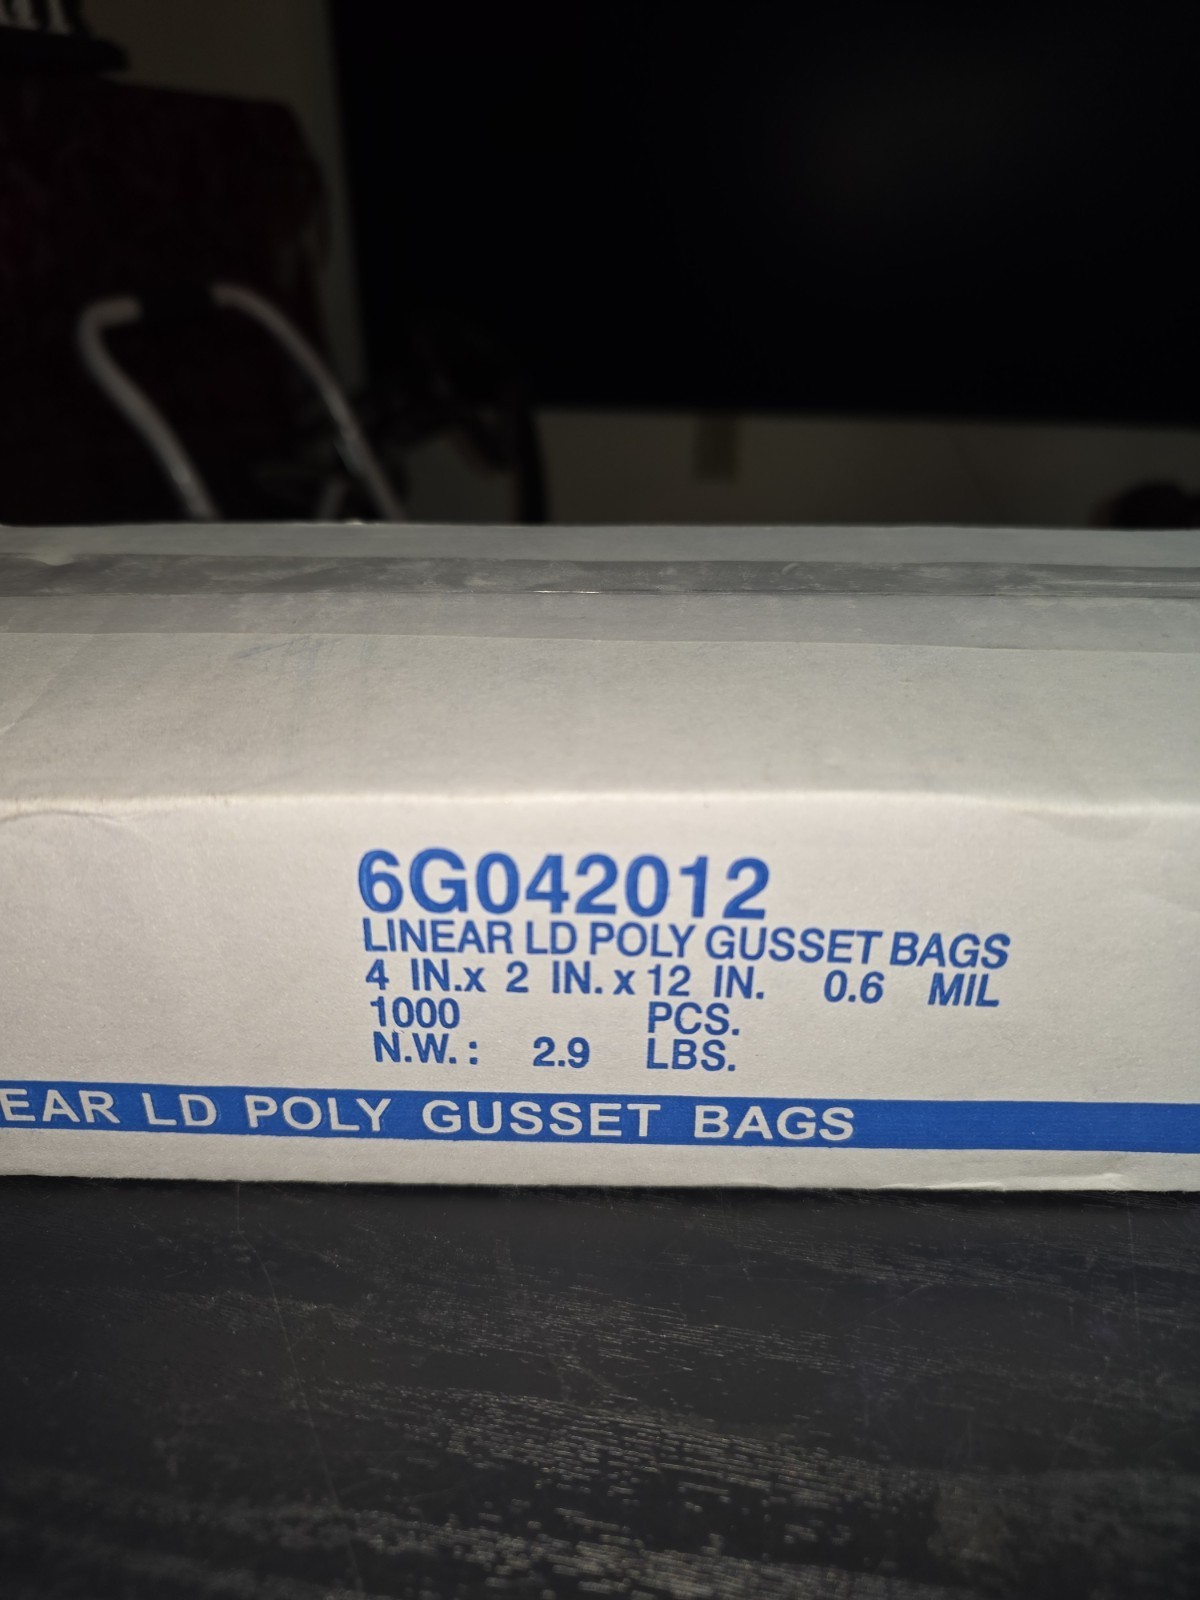 6G042012
LINEAR LD POLY GUSSET BAGS
4 IN.x 2 IN. x 12 IN. 0.6 MIL
1000 PCS.
N.W.: 2.9 LBS.
EAR LD POLY GUSSET BAGS